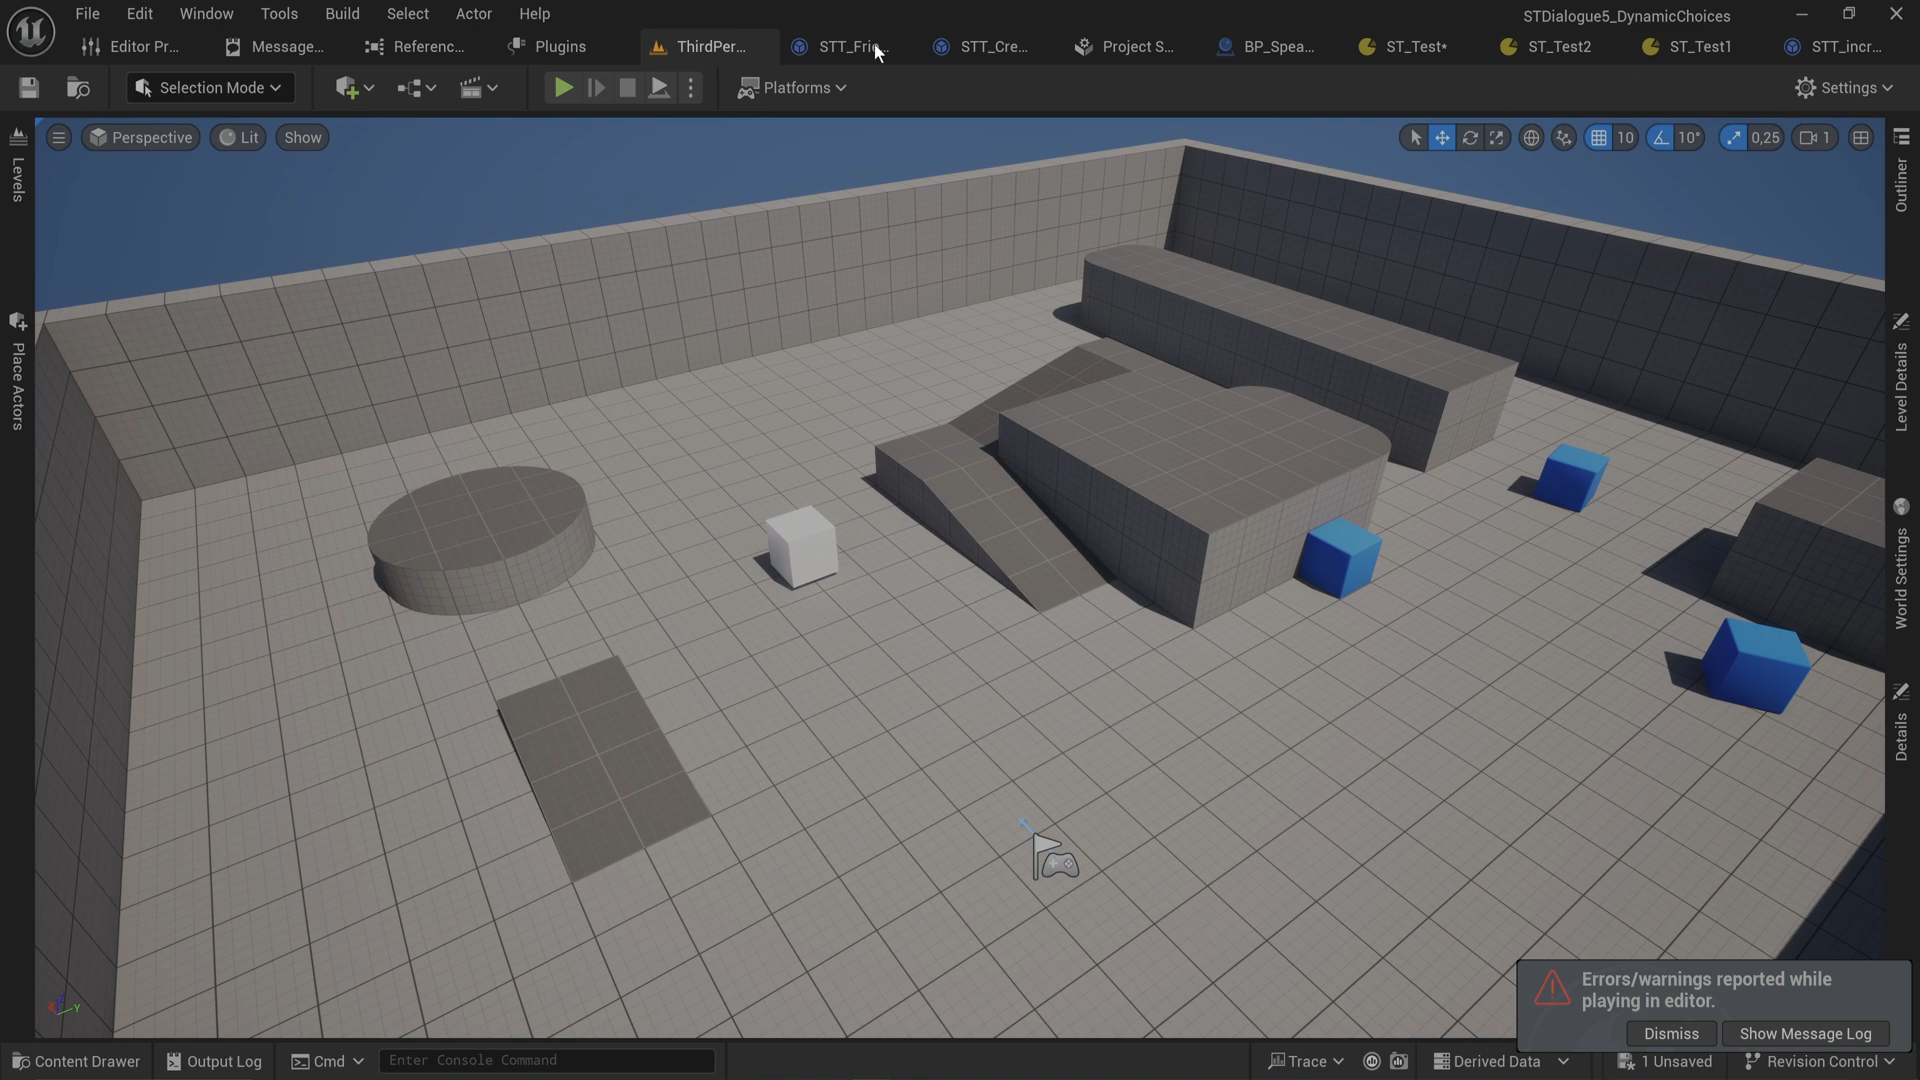 File Edit Window Tools Build Select Actor Help
STDialogue5_DynamicChoices
Editor Pr... Message... Referenc... Plugins ThirdPer... STT_Frie... STT_Cre... Project S... BP_Spea... ST_Test* ST_Test2 ST_Test1 STT_incr...
Selection Mode
Platforms
Settings
Perspective Lit Show
10 10° 0,25 1
Levels
Place Actors
Outliner
Level Details
World Settings
Details
X Z Y
Errors/warnings reported while
playing in editor.
Dismiss Show Message Log
Content Drawer Output Log Cmd Enter Console Command Trace Derived Data 1 Unsaved Revision Control